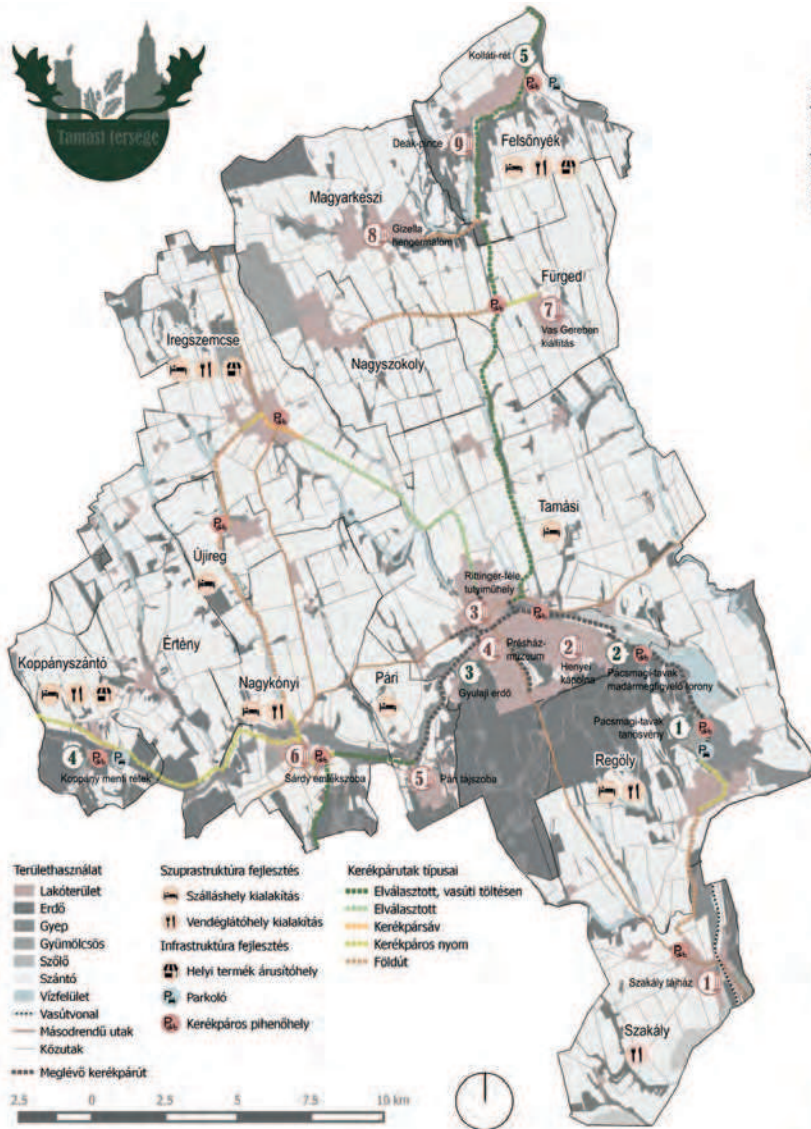 Tamási térsége
Kolláti-rét
5
Deák-pince
9
Felsőnyék
Magyarkeszi
8
Gizella
hengermalom
Fürged
7
Vas Gereben
kiállítás
Iregszemcse
Nagyszokoly
Tamási
Újireg
Rittinger-féle
tutyiműhely
3
4
Présház-
múzeum
2
Henyei
kápolna
2
Pacsmagi-tavak
madármegfigyelő torony
3
Gyulaji erdő
Értény
Koppányszántó
Nagykónyi
Pári
Pacsmagi-tavak
tanösvény
1
4
Koppány menti rétek
6
Sárdy emlékszoba
5
Pári tájszoba
Regöly
Szakály tájház
1
Szakály
Területhasználat
Lakóterület
Erdő
Gyep
Gyümölcsös
Szőlő
Szántó
Vízfelület
Vasútvonal
Másodrendű utak
Közutak
Meglévő kerékpárút
Szuprastruktúra fejlesztés
Szálláshely kialakítás
Vendéglátóhely kialakítás
Infrastruktúra fejlesztés
Helyi termék árusítóhely
Parkoló
Kerékpáros pihenőhely
Kerékpárutak típusai
Elválasztott, vasúti töltésen
Elválasztott
Kerékpársáv
Kerékpáros nyom
Földút
2.5 0 2.5 5 7.5 10 km